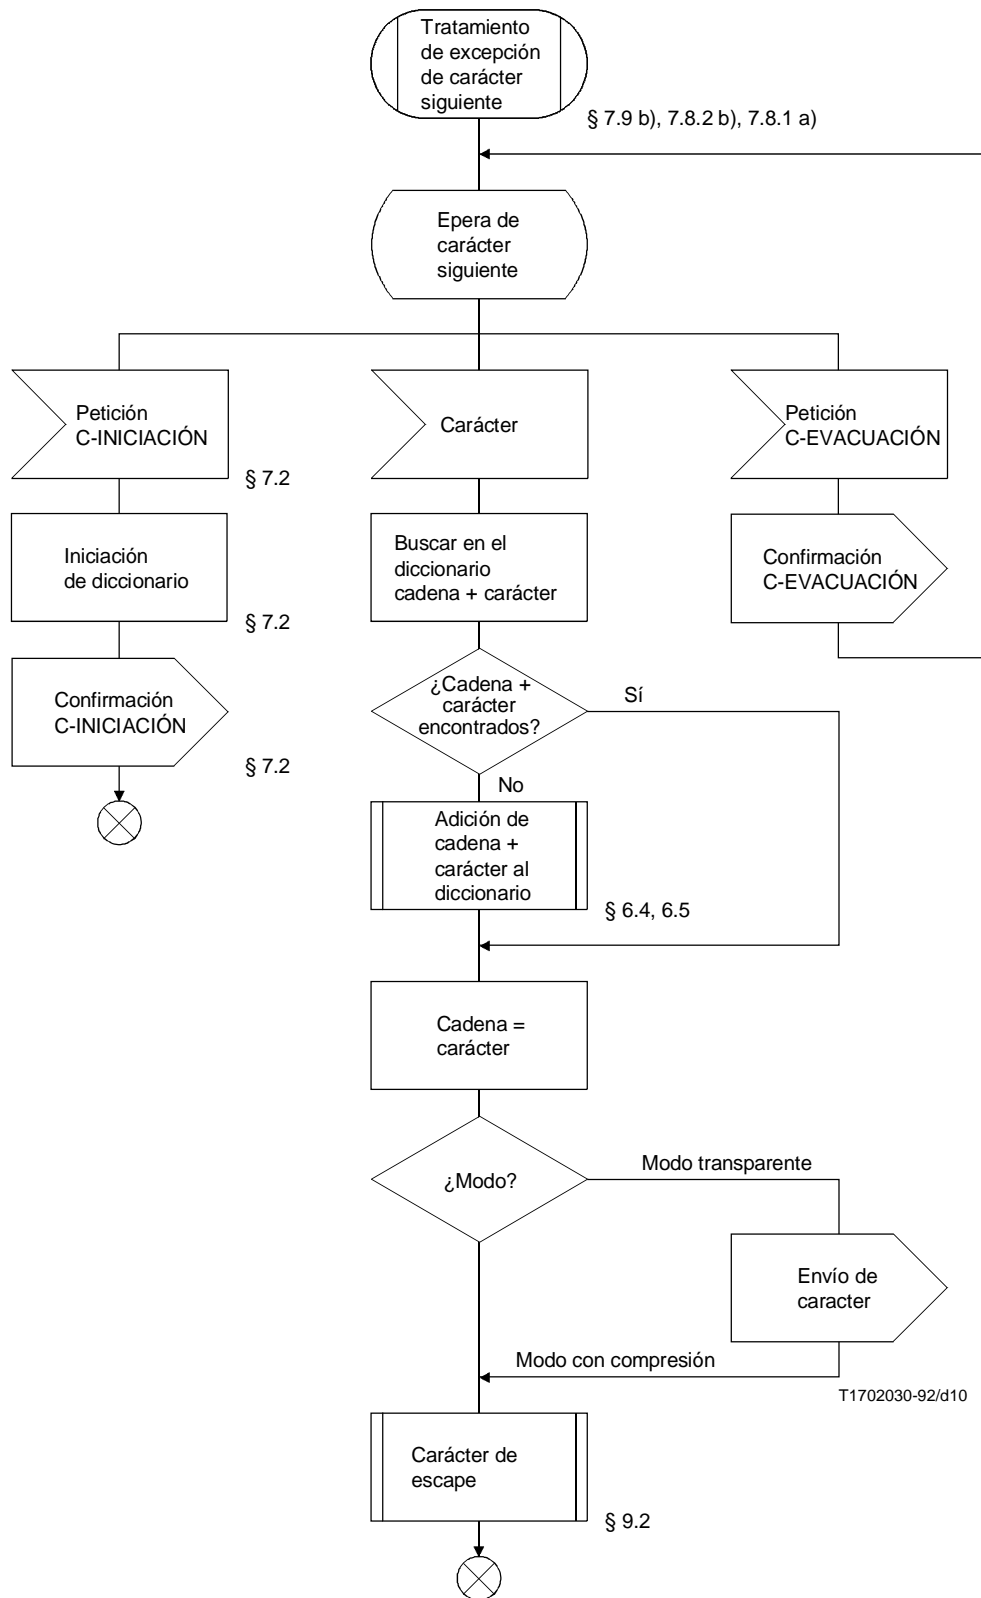 Tratamiento
de excepción
de carácter
siguiente
§ 7.9 b), 7.8.2 b), 7.8.1 a)
Epera de
carácter
siguiente
Petición
C-INICIACIÓN
§ 7.2
Carácter
Petición
C-EVACUACIÓN
Iniciación
de diccionario
§ 7.2
Buscar en el
diccionario
cadena + carácter
Confirmación
C-EVACUACIÓN
Confirmación
C-INICIACIÓN
§ 7.2
¿Cadena +
carácter
encontrados?
Sí
No
Adición de
cadena +
carácter al
diccionario
§ 6.4, 6.5
Cadena =
carácter
¿Modo?
Modo transparente
Envío de
caracter
Modo con compresión
T1702030-92/d10
Carácter de
escape
§ 9.2